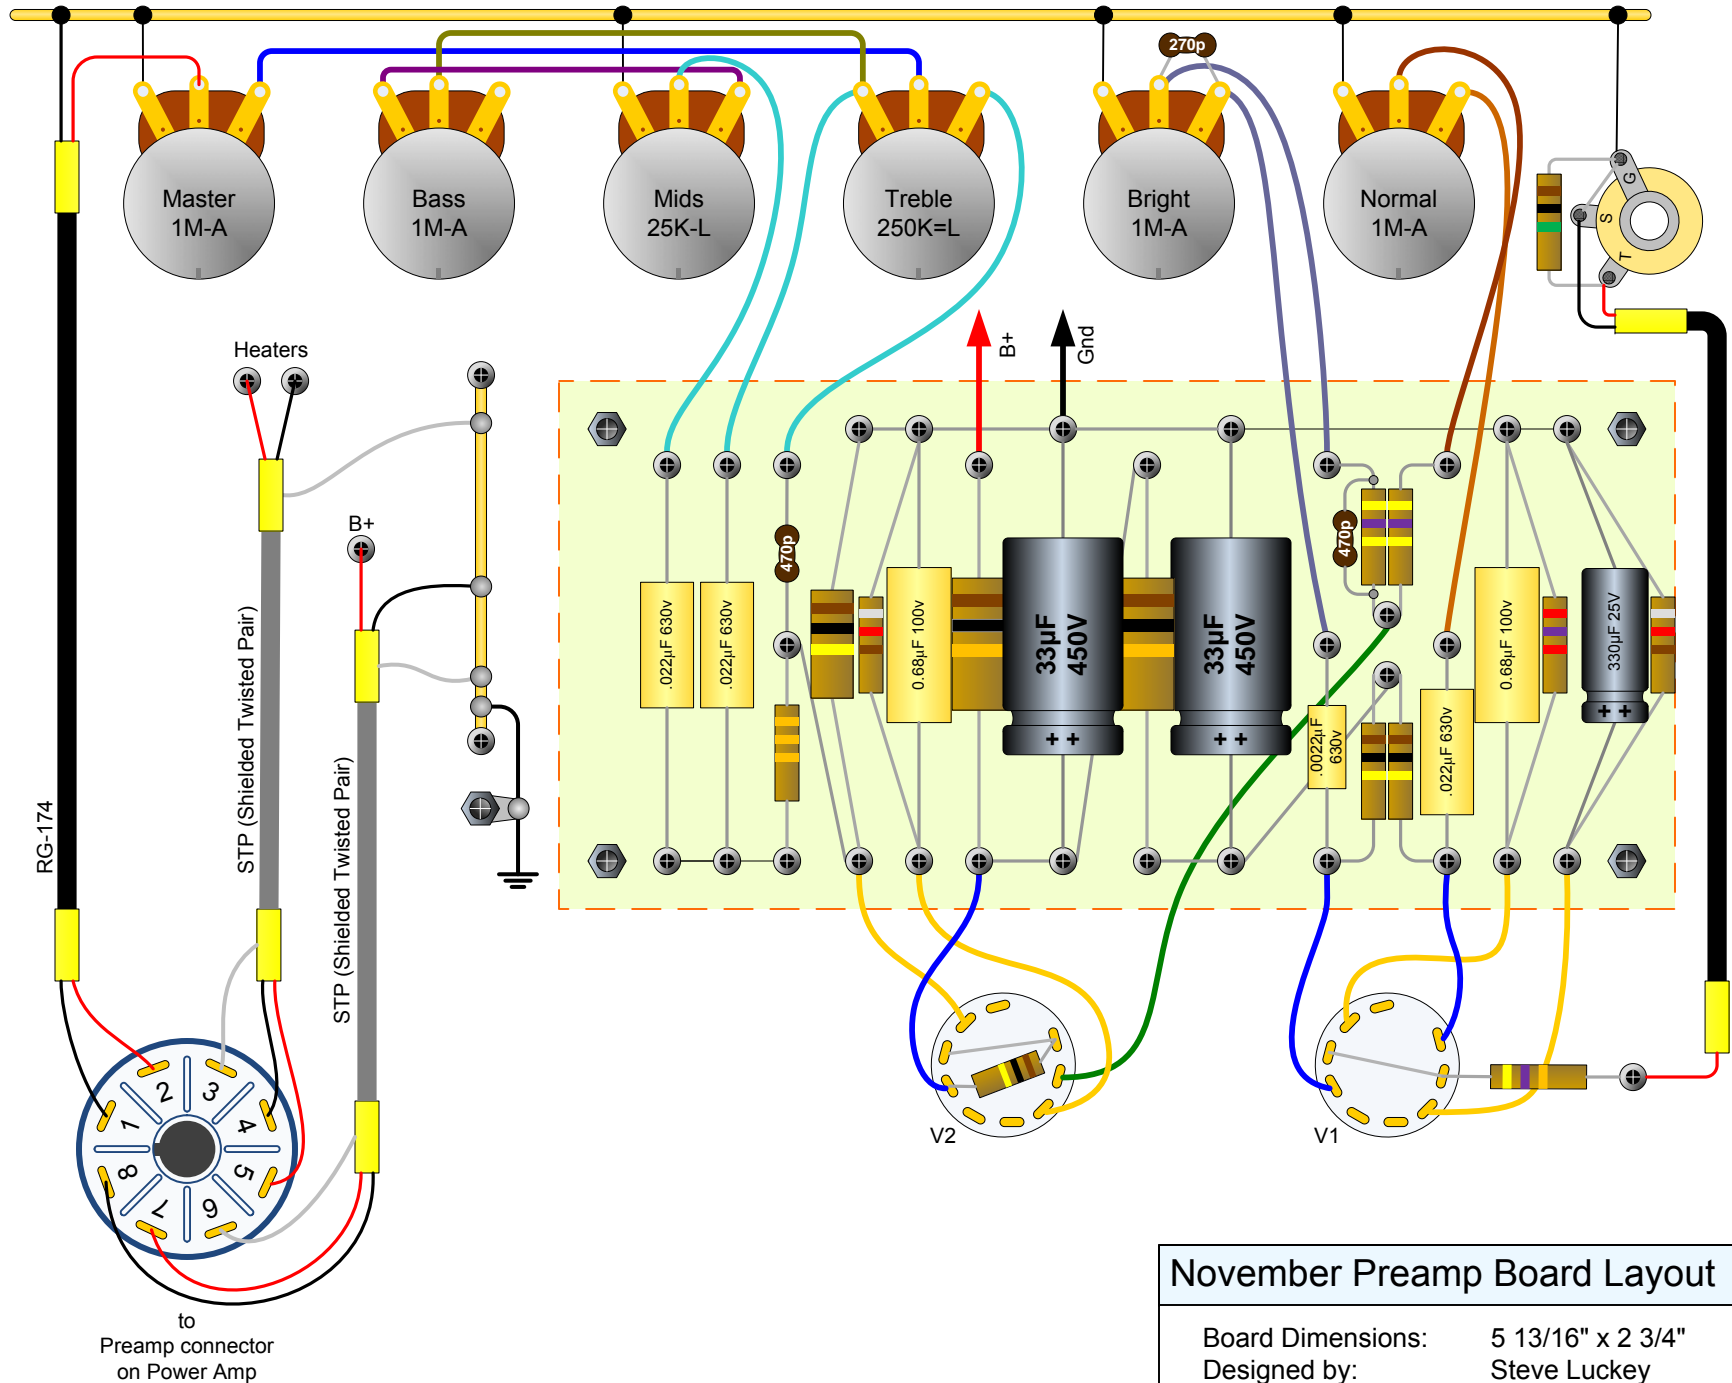 270p
Master
1M-A
Bass
1M-A
Mids
25K-L
Treble
250K=L
Bright
1M-A
Normal
1M-A
G
S
T
Heaters
B+
Gnd
B+
470p
470p
.022µF 630v
.022µF 630v
0.68µF 100v
33µF
450V
33µF
450V
.0022µF
630v
.022µF 630v
0.68µF 100v
330µF 25V
++
++
++
RG-174
STP (Shielded Twisted Pair)
STP (Shielded Twisted Pair)
V2
V1
1
2
3
4
5
6
7
8
to
Preamp connector
on Power Amp
November Preamp Board Layout
Board Dimensions: 5 13/16" x 2 3/4"
Designed by: Steve Luckey